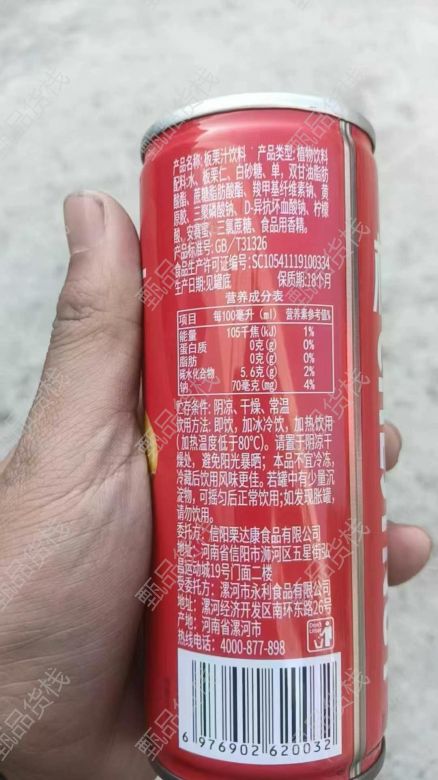 产品名称:板栗汁饮料 产品类型:植物饮料
配料:水、板栗仁、白砂糖、单,双甘油脂肪
酸酯、蔗糖脂肪酸酯、羧甲基纤维素钠、黄
原胶、三聚磷酸钠、D-异抗坏血酸钠、柠檬
酸、安赛蜜、三氯蔗糖、食品用香精。
产品标准号:GB/T31326
食品生产许可证编号:SC10541119100334
生产日期:见罐底 保质期:18个月
营养成分表
项目 每100毫升(ml) 营养素参考值%
能量 105千焦(kJ) 1%
蛋白质 0克(g) 0%
脂肪 0克(g) 0%
碳水化合物 5.6克(g) 2%
钠 70毫克(mg) 4%
贮存条件:阴凉、干燥、常温
饮用方法:即饮,加冰冷饮,加热饮用
(加热温度低于80℃)。请置于阴凉干
燥处,避免阳光暴晒;本品不宜冷冻,
冷藏后饮用风味更佳。若罐中有少量沉
淀物,可摇匀后正常饮用;如发现胀罐,
请勿饮用。
委托方:信阳栗达康食品有限公司
地址:河南省信阳市浉河区五星街弘
昌运动城19号门面二楼
受委托方:漯河市永利食品有限公司
地址:漯河经济开发区南环东路26号
产地:河南省漯河市
热线电话:4000-877-898
6 976902 620032
甄品货栈